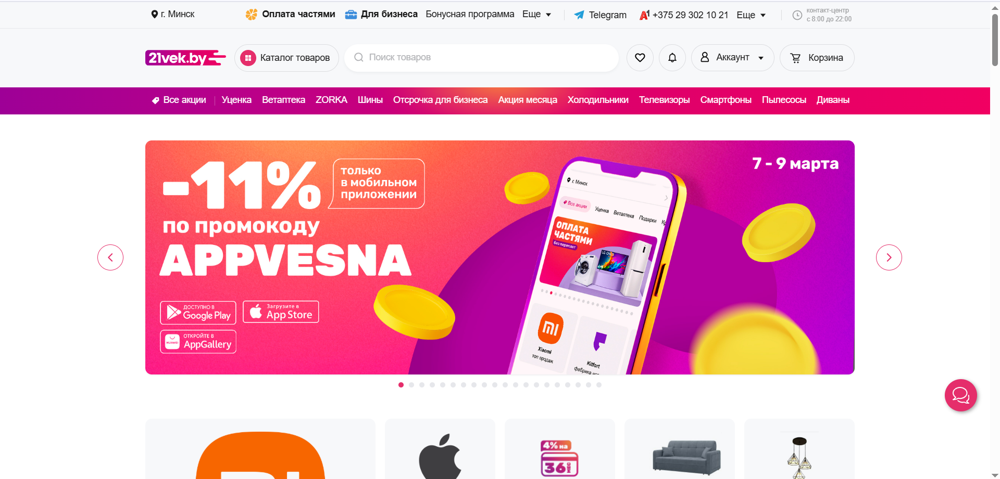 г. Минск
Оплата частями
Для бизнеса
Бонусная программа
Еще
Telegram
A1 +375 29 302 10 21
Еще
контакт-центр
с 8:00 до 22:00
21vek.by
Каталог товаров
Поиск товаров
Аккаунт
Корзина
Все акции
Уценка
Ветаптека
ZORKA
Шины
Отсрочка для бизнеса
Акция месяца
Холодильники
Телевизоры
Смартфоны
Пылесосы
Диваны
-11%
только
в мобильном
приложении
по промокоду
APPVESNA
7 - 9 марта
ДОСТУПНО В
Google Play
Загрузите в
App Store
HUAWEI
ОТКРОЙТЕ В
AppGallery
г. Минск
Все акции
Уценка
Ветаптека
Подарки
ОПЛАТА
ЧАСТЯМИ
без переплат
mi
Xiaomi
топ продаж
Kitfort
4% на
36 МЕС